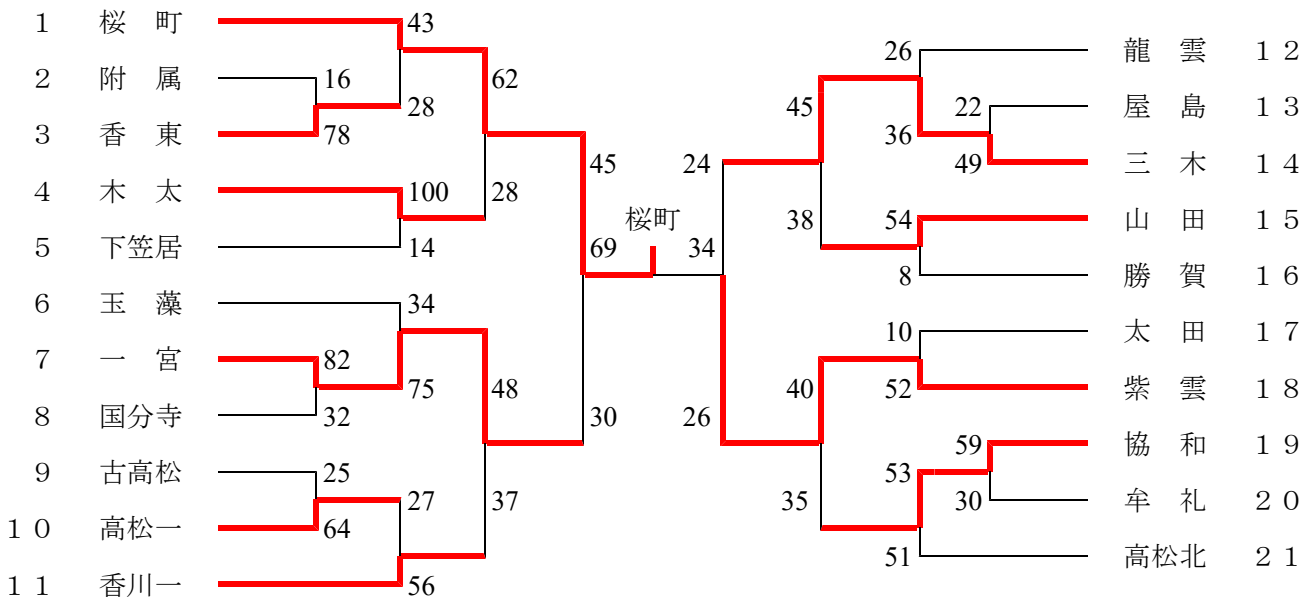 1 桜 町 43
26 龍 雲 12
2 附 属 16 62
28 45 22 屋 島 13
3 香 東 78 36
45 24 49 三 木 14
4 木 太 100 28
桜町 38 54 山 田 15
5 下笠居 14 69 34
8 勝 賀 16
6 玉 藻 34
10 太 田 17
7 一 宮 82
75 48 40 52 紫 雲 18
8 国分寺 32 30 26
59 協 和 19
9 古高松 25 53
27 37 35 30 牟 礼 20
10 高松一 64
51 高松北 21
11 香川一 56